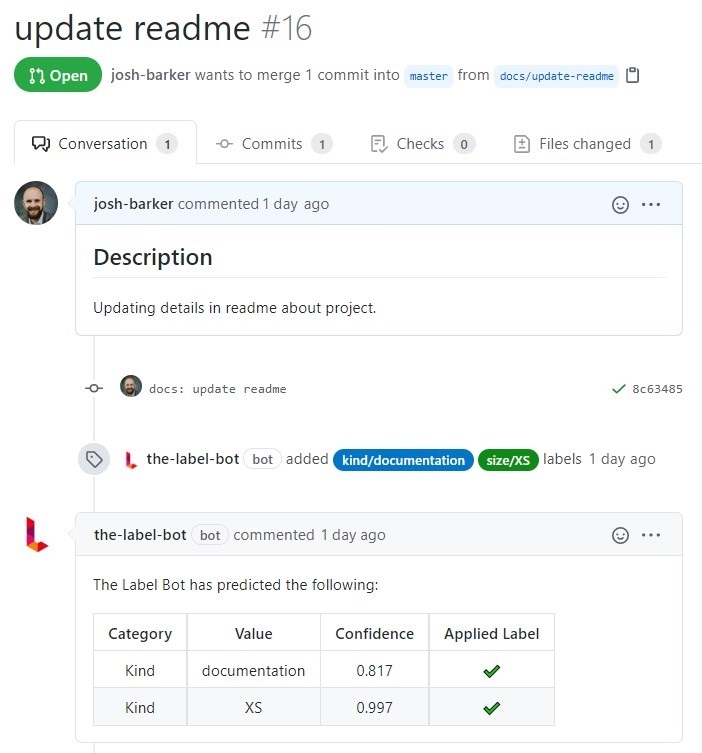 update readme #16
Open josh-barker wants to merge 1 commit into master from docs/update-readme
Conversation 1 Commits 1 Checks 0 Files changed 1
josh-barker commented 1 day ago
Description
Updating details in readme about project.
docs: update readme 8c63485
the-label-bot bot added kind/documentation size/XS labels 1 day ago
the-label-bot bot commented 1 day ago
The Label Bot has predicted the following:
Category Value Confidence Applied Label
Kind documentation 0.817 ✔
Kind XS 0.997 ✔